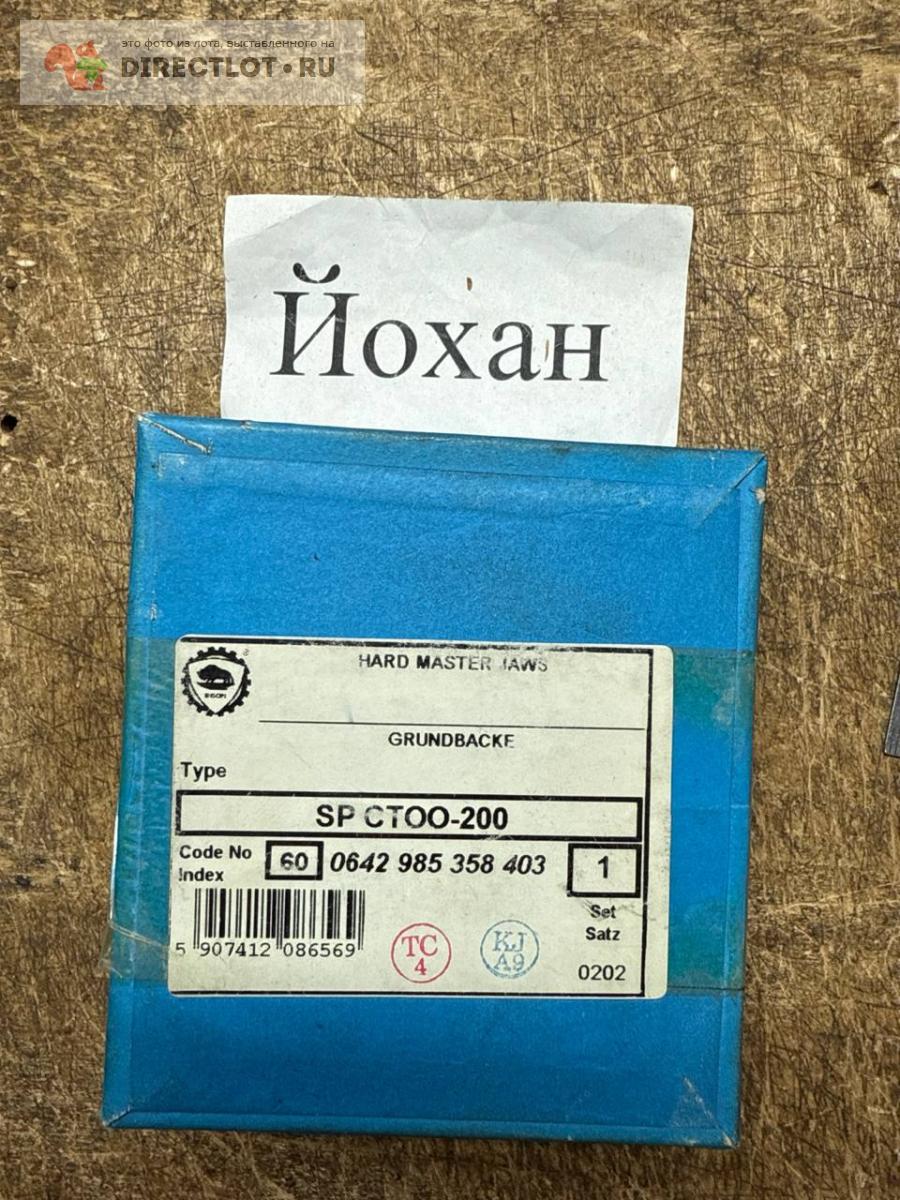 это фото из лота, выставленного на
DIRECTLOT.RU
Йохан
HARD MASTER JAWS
GRUNDBACKE
Type
SP CTOO-200
Code No 60 0642 985 358 403 1
Index
Set
Satz
5 907412 086569
TC
4
KJ
A9
0202